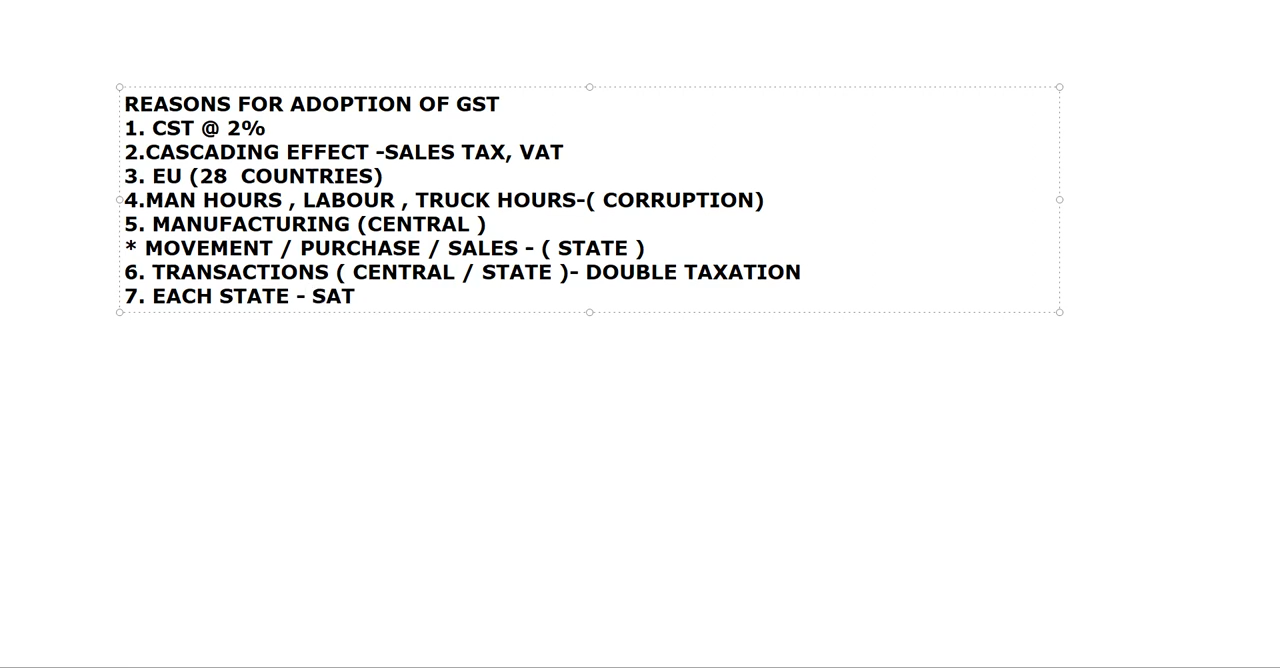 REASONS FOR ADOPTION OF GST
1. CST @ 2%
2.CASCADING EFFECT -SALES TAX, VAT
3. EU (28  COUNTRIES)
4.MAN HOURS , LABOUR , TRUCK HOURS-( CORRUPTION)
5. MANUFACTURING (CENTRAL )
* MOVEMENT / PURCHASE / SALES - ( STATE )
6. TRANSACTIONS ( CENTRAL / STATE )- DOUBLE TAXATION
7. EACH STATE - SAT